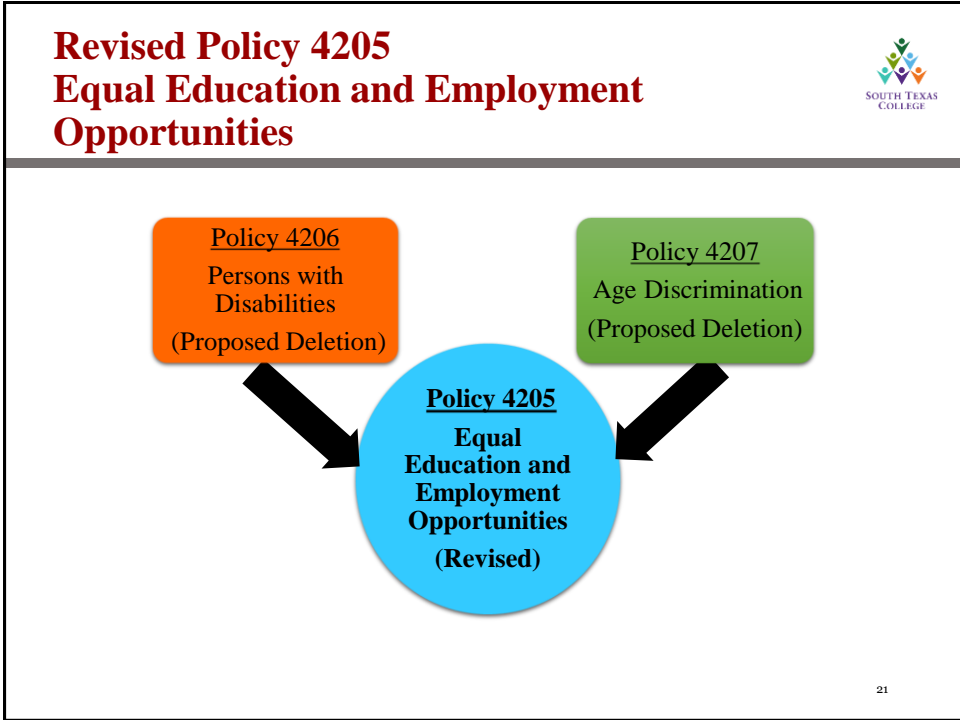 Revised Policy 4205
Equal Education and Employment
Opportunities
SOUTH TEXAS
COLLEGE
Policy 4206
Persons with
Disabilities
(Proposed Deletion)
Policy 4207
Age Discrimination
(Proposed Deletion)
Policy 4205
Equal
Education and
Employment
Opportunities
(Revised)
21